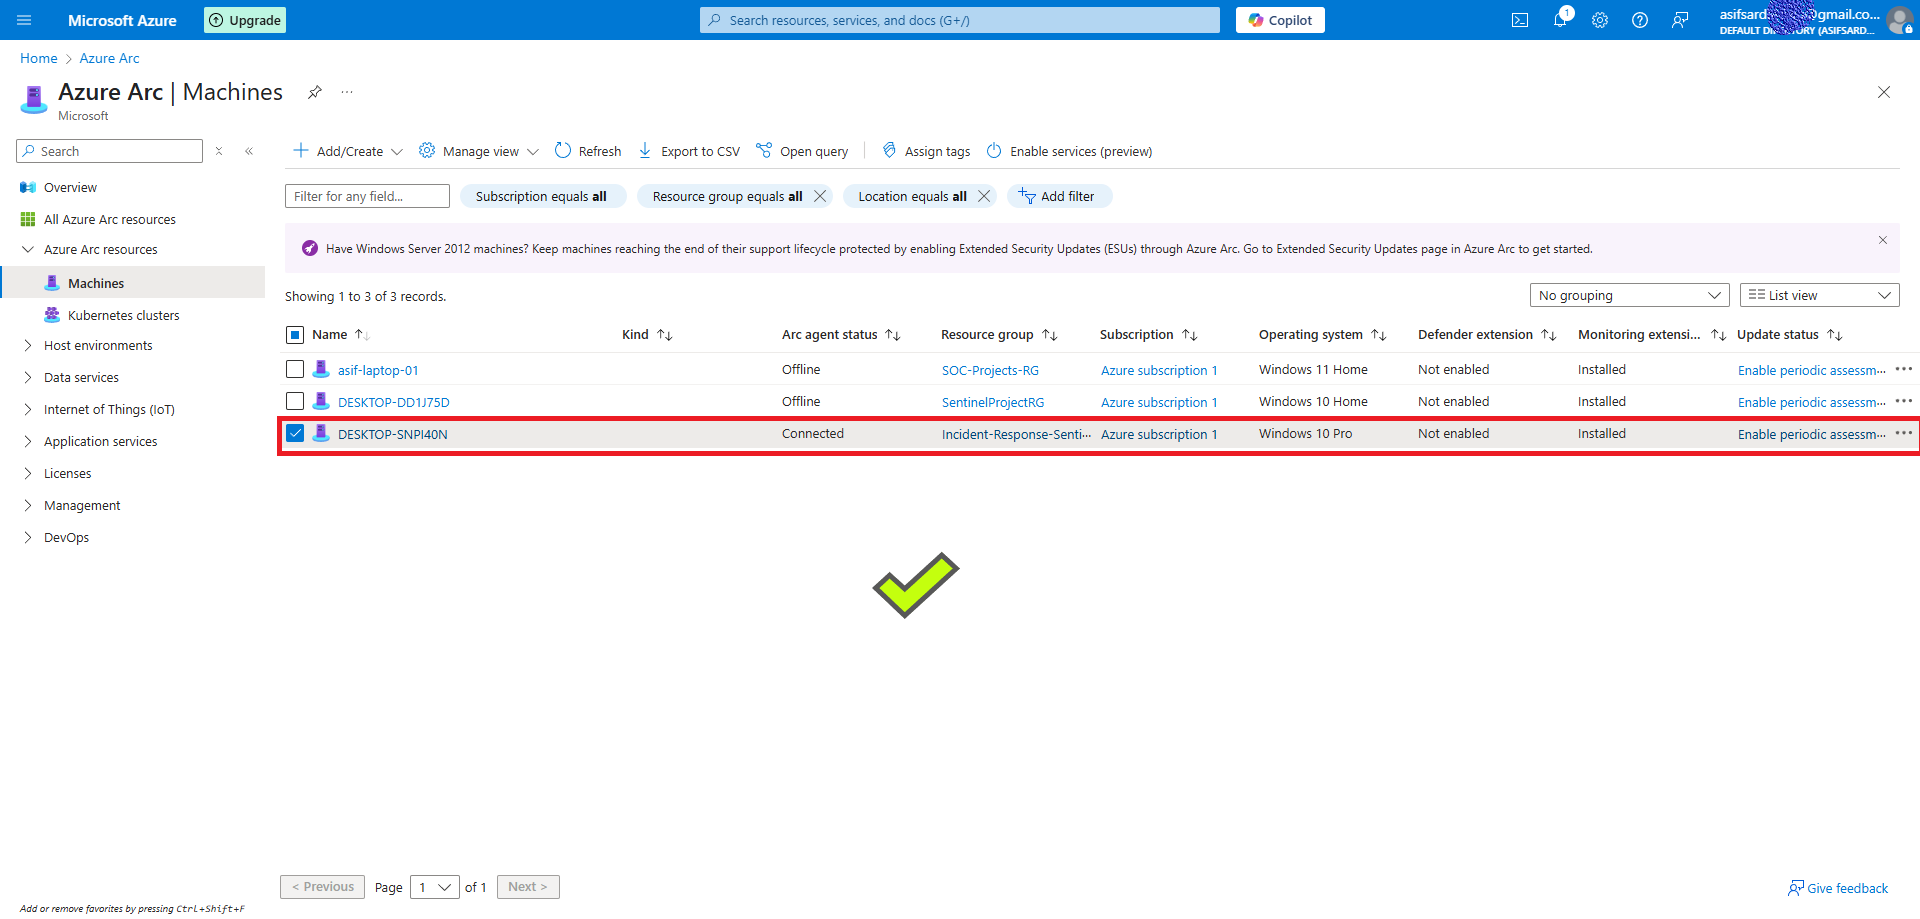 Microsoft Azure
Upgrade
Search resources, services, and docs (G+/)
Copilot
1
DEFAULT
Home > Azure Arc
Azure Arc | Machines
...
Microsoft
Search
Overview
All Azure Arc resources
Azure Arc resources
Machines
Kubernetes clusters
Host environments
Data services
Internet of Things (IoT)
Application services
Licenses
Management
DevOps
Add or remove favorites by pressing Ctrl+Shift+F
Add/Create Manage view Refresh Export to CSV Open query Assign tags Enable services (preview)
Filter for any field... Subscription equals all Resource group equals all Location equals all Add filter
Have Windows Server 2012 machines? Keep machines reaching the end of their support lifecycle protected by enabling Extended Security Updates (ESUs) through Azure Arc. Go to Extended Security Updates page in Azure Arc to get started.
Showing 1 to 3 of 3 records.
No grouping List view
Name Kind Arc agent status Resource group Subscription Operating system Defender extension Monitoring extensi... Update status
asif-laptop-01 Offline SOC-Projects-RG Azure subscription 1 Windows 11 Home Not enabled Installed Enable periodic assessm...
DESKTOP-DD1J75D Offline SentinelProjectRG Azure subscription 1 Windows 10 Home Not enabled Installed Enable periodic assessm...
DESKTOP-SNPI40N Connected Incident-Response-Senti... Azure subscription 1 Windows 10 Pro Not enabled Installed Enable periodic assessm...
< Previous Page 1 of 1 Next >
Give feedback